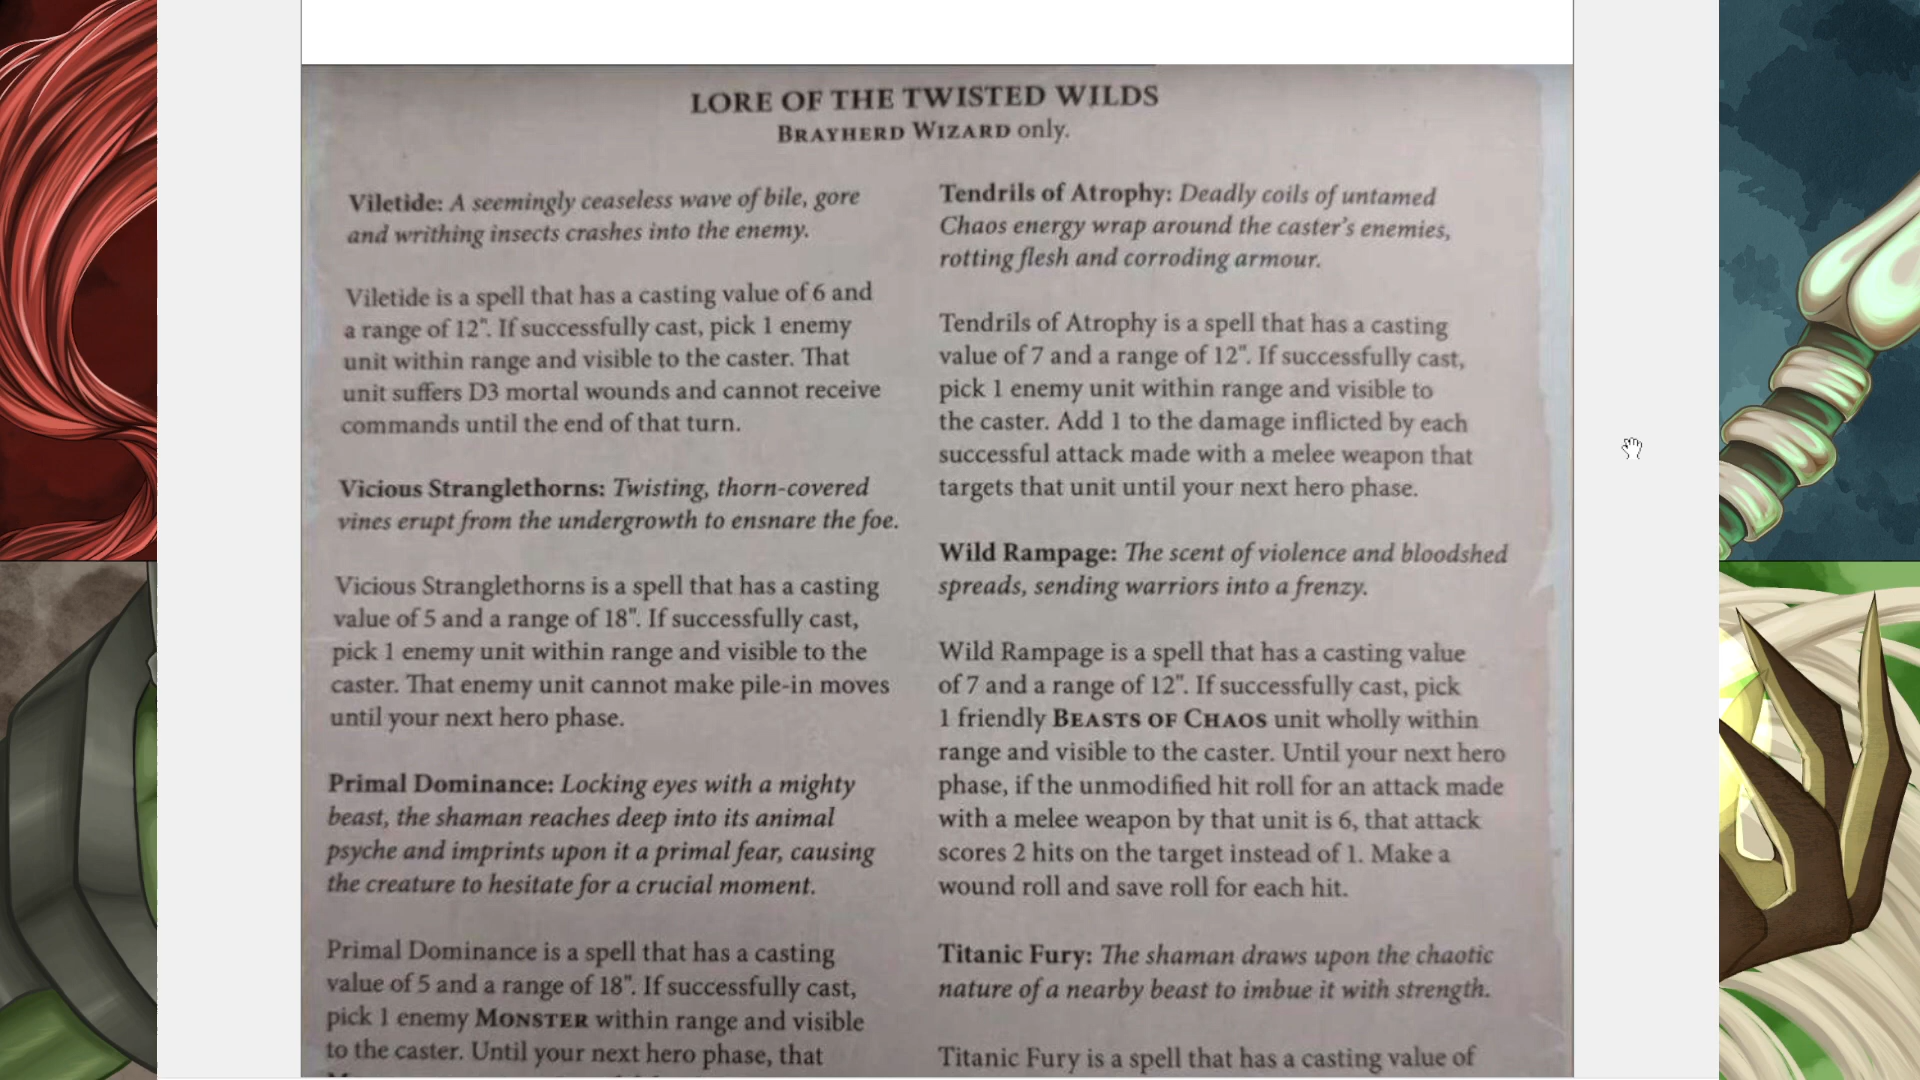 LORE OF THE TWISTED WILDS
BRAYHERD WIZARD only.
Viletide: A seemingly ceaseless wave of bile, gore
and writhing insects crashes into the enemy.
Viletide is a spell that has a casting value of 6 and
a range of 12". If successfully cast, pick 1 enemy
unit within range and visible to the caster. That
unit suffers D3 mortal wounds and cannot receive
commands until the end of that turn.
Vicious Stranglethorns: Twisting, thorn-covered
vines erupt from the undergrowth to ensnare the foe.
Vicious Stranglethorns is a spell that has a casting
value of 5 and a range of 18". If successfully cast,
pick 1 enemy unit within range and visible to the
caster. That enemy unit cannot make pile-in moves
until your next hero phase.
Primal Dominance: Locking eyes with a mighty
beast, the shaman reaches deep into its animal
psyche and imprints upon it a primal fear, causing
the creature to hesitate for a crucial moment.
Primal Dominance is a spell that has a casting
value of 5 and a range of 18". If successfully cast,
pick 1 enemy MONSTER within range and visible
to the caster. Until your next hero phase, that
Tendrils of Atrophy: Deadly coils of untamed
Chaos energy wrap around the caster's enemies,
rotting flesh and corroding armour.
Tendrils of Atrophy is a spell that has a casting
value of 7 and a range of 12". If successfully cast,
pick 1 enemy unit within range and visible to
the caster. Add 1 to the damage inflicted by each
successful attack made with a melee weapon that
targets that unit until your next hero phase.
Wild Rampage: The scent of violence and bloodshed
spreads, sending warriors into a frenzy.
Wild Rampage is a spell that has a casting value
of 7 and a range of 12". If successfully cast, pick
1 friendly BEASTS OF CHAOS unit wholly within
range and visible to the caster. Until your next hero
phase, if the unmodified hit roll for an attack made
with a melee weapon by that unit is 6, that attack
scores 2 hits on the target instead of 1. Make a
wound roll and save roll for each hit.
Titanic Fury: The shaman draws upon the chaotic
nature of a nearby beast to imbue it with strength.
Titanic Fury is a spell that has a casting value of